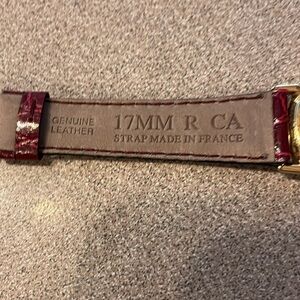 GENUINE
LEATHER
17MM R CA
STRAP MADE IN FRANCE